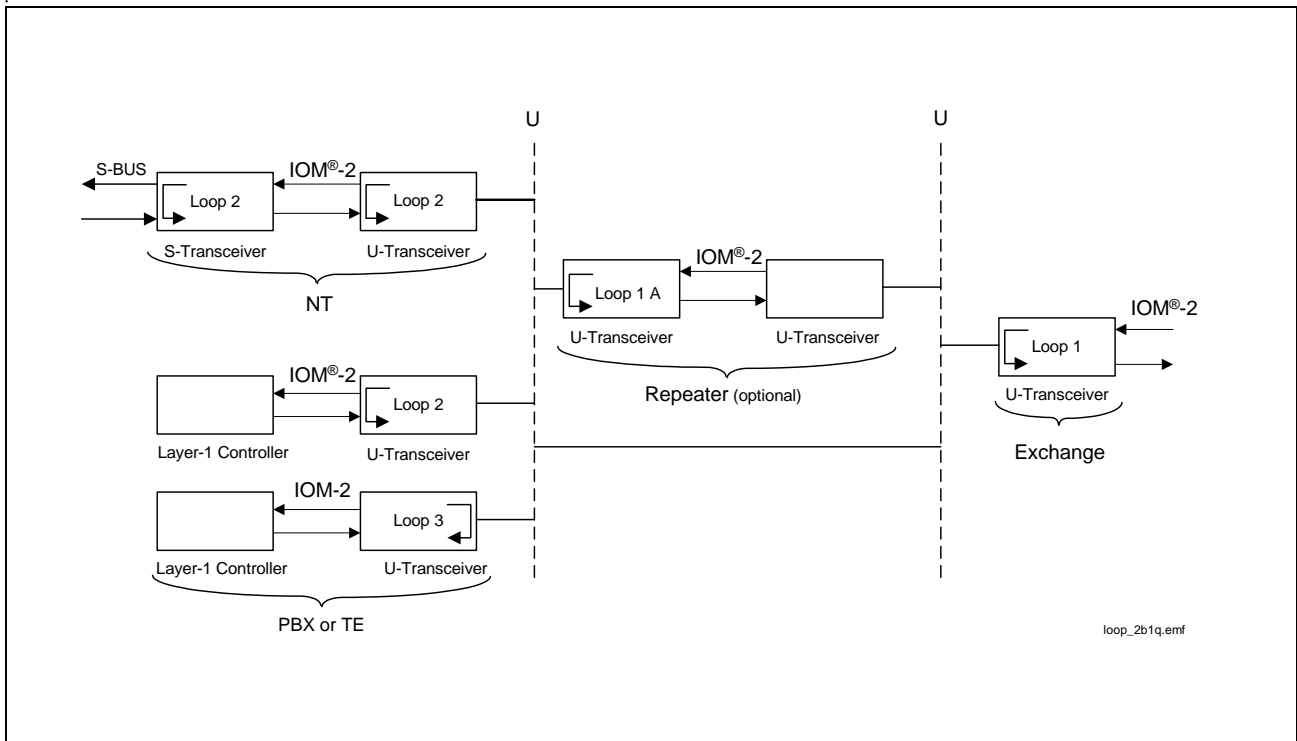 U
U
S-BUS
IOM®-2
Loop 2
Loop 2
S-Transceiver
U-Transceiver
NT
IOM®-2
Loop 1 A
U-Transceiver
U-Transceiver
Repeater (optional)
IOM®-2
Loop 1
U-Transceiver
Exchange
IOM®-2
Loop 2
Layer-1 Controller
U-Transceiver
IOM-2
Loop 3
Layer-1 Controller
U-Transceiver
PBX or TE
loop_2b1q.emf